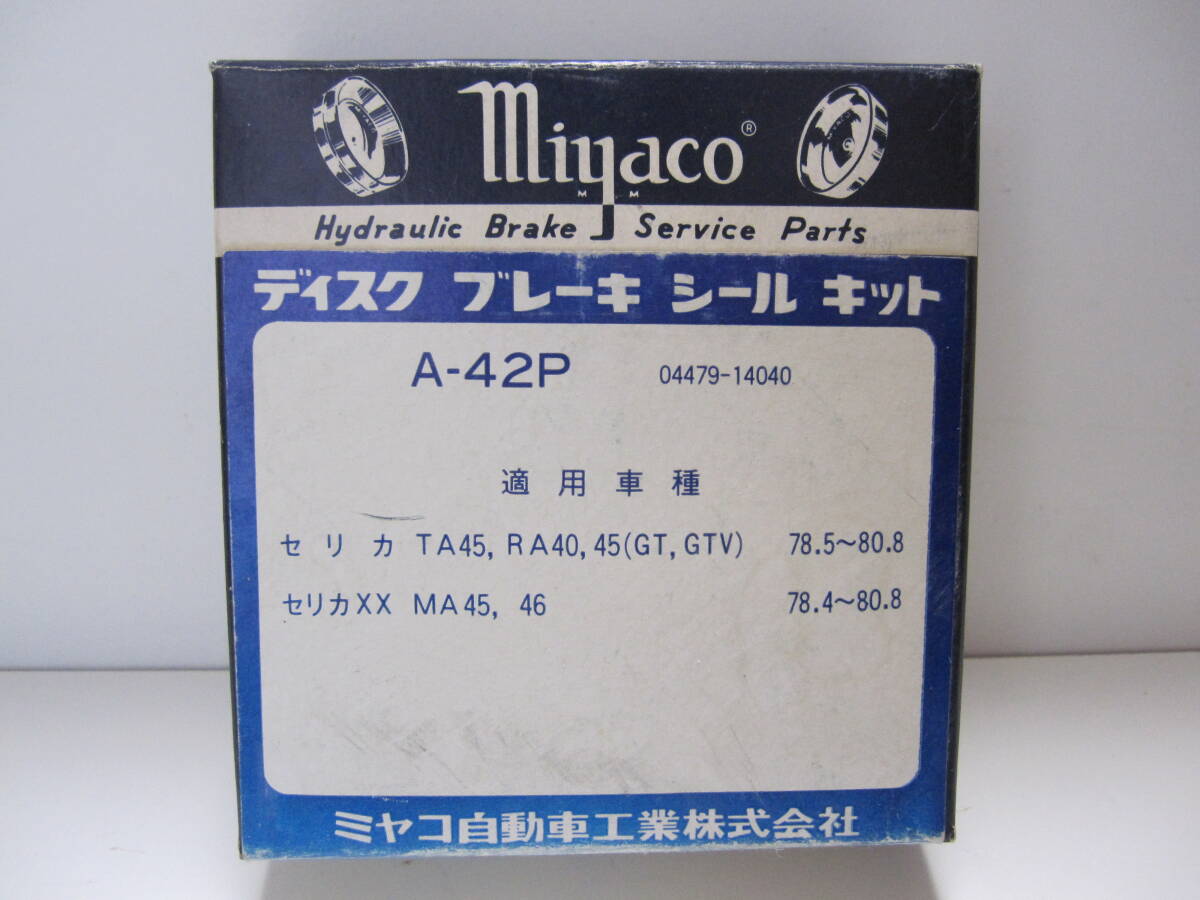 Miyaco®
M M
Hydraulic Brake Service Parts
ディスク ブレーキ シール キット
A-42P 04479-14040
適用車種
セリカ TA45, RA40, 45(GT, GTV) 78.5~80.8
セリカXX MA45, 46 78.4~80.8
ミヤコ自動車工業株式会社